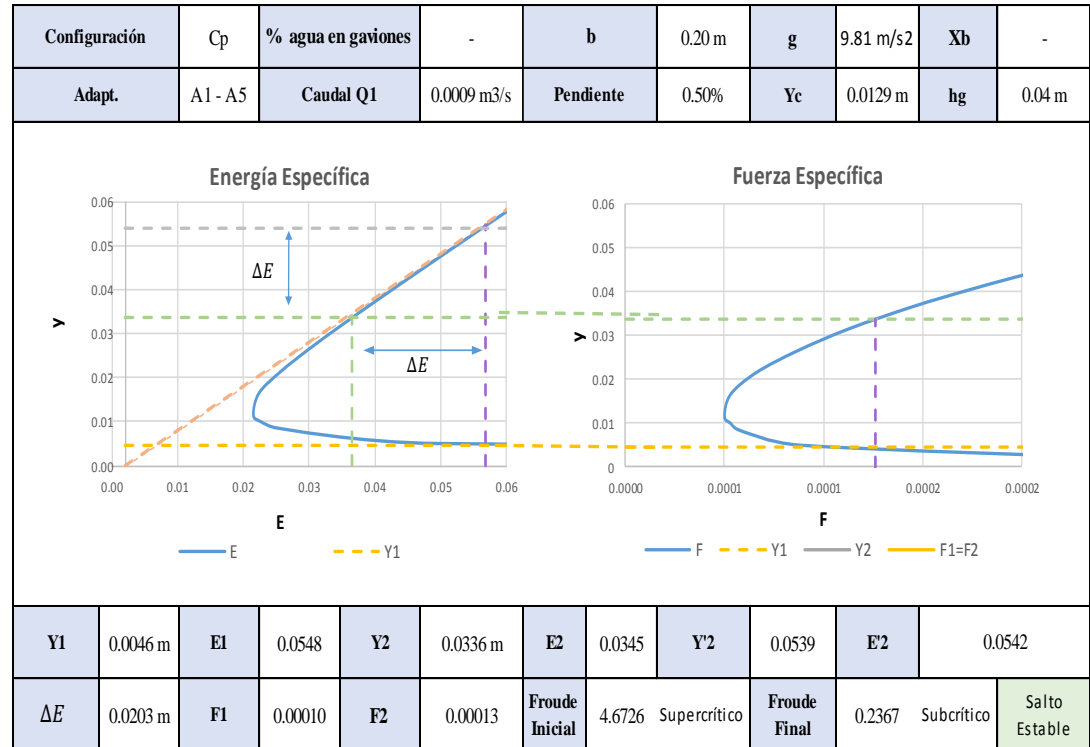 Configuración Cp % agua en gaviones - b 0.20 m g 9.81 m/s2 Xb -
Adapt. A1 - A5 Caudal Q1 0.0009 m3/s Pendiente 0.50% Yc 0.0129 m hg 0.04 m
Energía Específica
0.06
0.05
0.04
0.03
0.02
0.01
0.00
y
ΔE
ΔE
0.00 0.01 0.02 0.03 0.04 0.05 0.06
E
E Y1
Fuerza Específica
0.06
0.05
0.04
0.03
0.02
0.01
0
y
0.0000 0.0001 0.0001 0.0002 0.0002
F
F Y1 Y2 F1=F2
Y1 0.0046 m E1 0.0548 Y2 0.0336 m E2 0.0345 Y'2 0.0539 E'2 0.0542
ΔE 0.0203 m F1 0.00010 F2 0.00013 Froude Inicial 4.6726 Supercrítico Froude Final 0.2367 Subcrítico Salto Estable